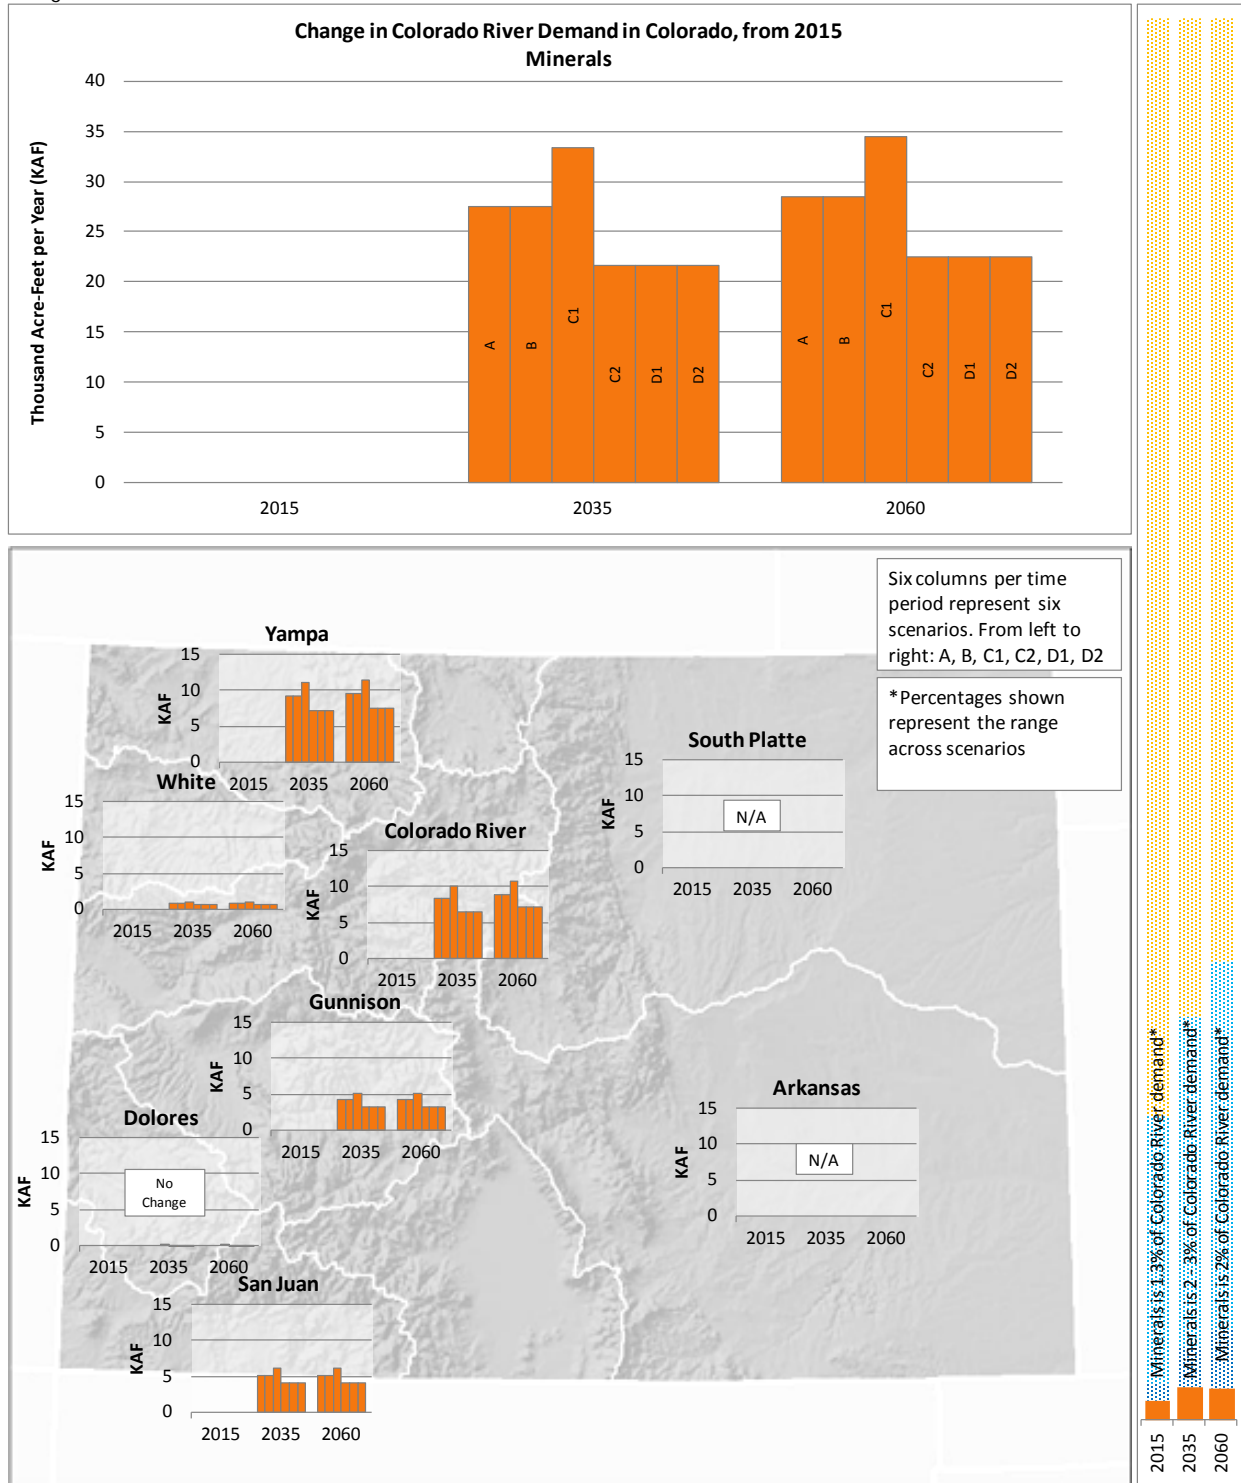 Change in Colorado River Demand in Colorado, from 2015
Minerals
Thousand Acre-Feet per Year (KAF)
40
35
30
25
20
15
10
5
0
A
B
C1
C2
D1
D2
A
B
C1
C2
D1
D2
2015
2035
2060
Six columns per time
period represent six
scenarios. From left to
right: A, B, C1, C2, D1, D2
*Percentages shown
represent the range
across scenarios
Yampa
KAF
15
10
5
0
2015 2035 2060
White
KAF
15
10
5
0
2015 2035 2060
Colorado River
KAF
15
10
5
0
2015 2035 2060
South Platte
KAF
15
10
5
0
N/A
2015 2035 2060
Gunnison
KAF
15
10
5
0
2015 2035 2060
Dolores
KAF
15
10
5
0
No
Change
2015 2035 2060
Arkansas
KAF
15
10
5
0
N/A
2015 2035 2060
San Juan
KAF
15
10
5
0
2015 2035 2060
Minerals is 1.3% of Colorado River demand*
Minerals is 2 - 3% of Colorado River demand*
Minerals is 2% of Colorado River demand*
2015
2035
2060